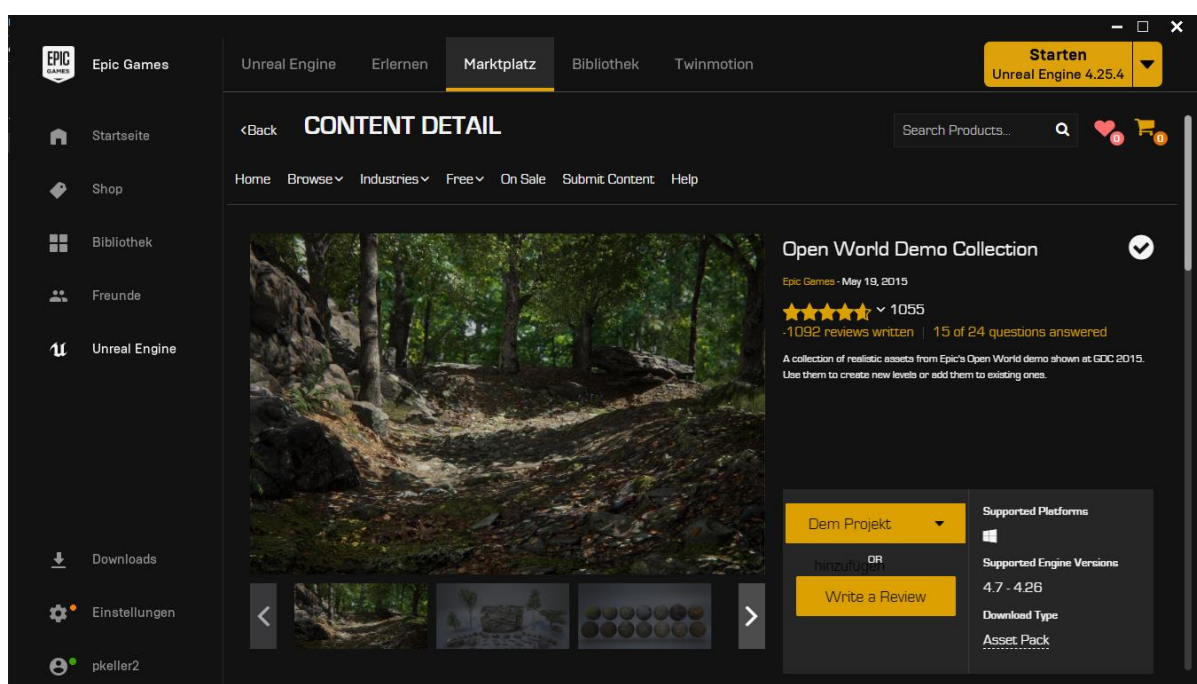 EPIC
GAMES
Epic Games
Unreal Engine
Erlernen
Marktplatz
Bibliothek
Twinmotion
Starten
Unreal Engine 4.25.4
Startseite
Shop
Bibliothek
Freunde
Unreal Engine
Downloads
Einstellungen
pkeller2
<Back
CONTENT DETAIL
Search Products...
0
0
Home Browse Industries Free On Sale Submit Content Help
Open World Demo Collection
Epic Games - May 19, 2015
1055
-1092 reviews written | 15 of 24 questions answered
A collection of realistic assets from Epic's Open World demo shown at GDC 2015.
Use them to create new levels or add them to existing ones.
Dem Projekt
hinzufügen
OR
Write a Review
Supported Platforms
Supported Engine Versions
4.7 - 4.26
Download Type
Asset Pack